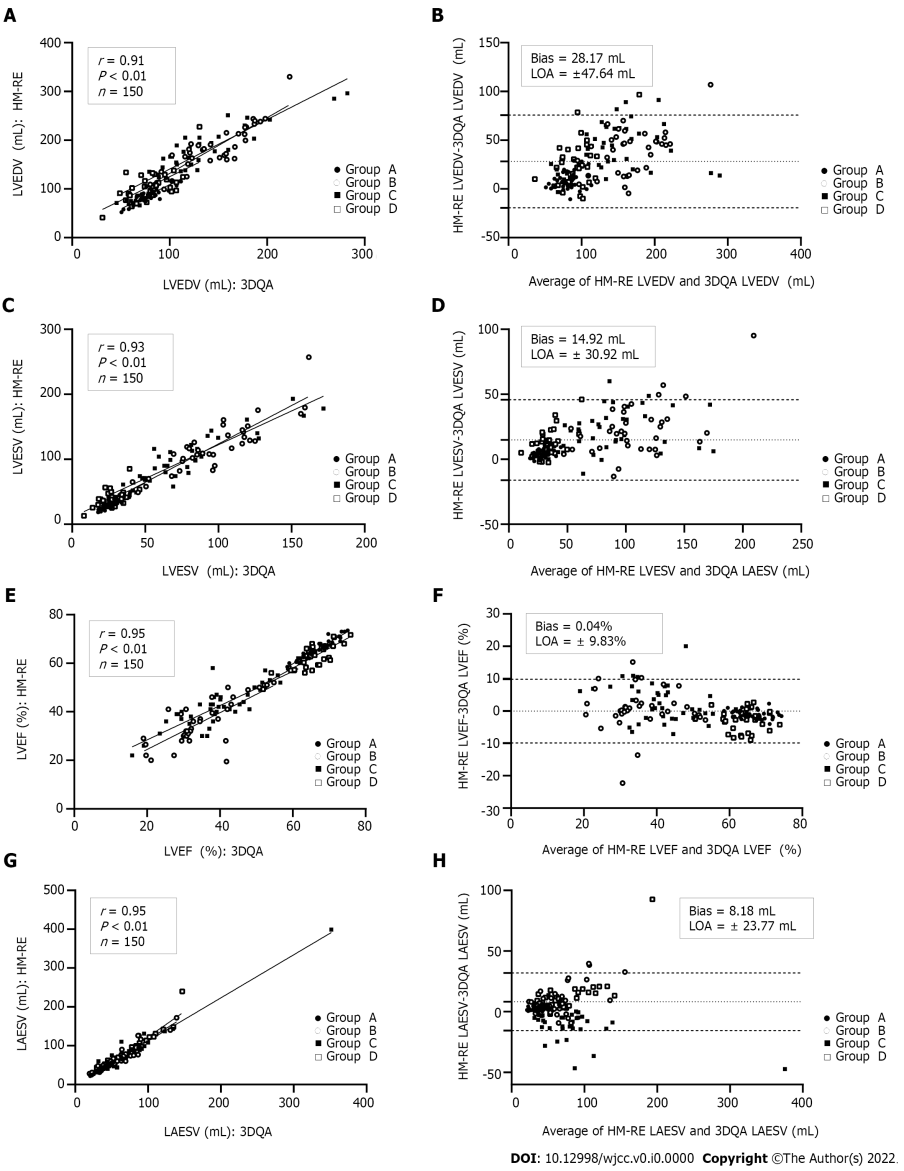 A
HM-RE
LVEDV (mL):
400
300
200
100
0
r = 0.91
P < 0.01
n = 150
Group A
Group B
Group C
Group D
0
100
200
300
LVEDV (mL): 3DQA
B
HM-RE LVEDV-3DQA LVEDV (mL)
150
100
50
0
-50
Bias = 28.17 mL
LOA = ±47.64 mL
Group A
Group B
Group C
Group D
0
100
200
300
400
Average of HM-RE LVEDV and 3DQA LVEDV (mL)
C
LVESV (mL): HM-RE
300
200
100
0
r = 0.93
P < 0.01
n = 150
Group A
Group B
Group C
Group D
0
50
100
150
200
LVESV (mL): 3DQA
D
HM-RE LVESV-3DQA LVESV (mL)
100
50
0
-50
Bias = 14.92 mL
LOA = ± 30.92 mL
Group A
Group B
Group C
Group D
0
50
100
150
200
250
Average of HM-RE LVESV and 3DQA LAESV (mL)
E
LVEF (%): HM-RE
80
60
40
20
0
r = 0.95
P < 0.01
n = 150
Group A
Group B
Group C
Group D
0
20
40
60
80
LVEF (%): 3DQA
F
HM-RE LVEF-3DQA LVEF (%)
30
20
10
0
-10
-20
-30
Bias = 0.04%
LOA = ± 9.83%
Group A
Group B
Group C
Group D
0
20
40
60
80
Average of HM-RE LVEF and 3DQA LVEF (%)
G
LAESV (mL): HM-RE
500
400
300
200
100
0
r = 0.95
P < 0.01
n = 150
Group A
Group B
Group C
Group D
0
100
200
300
400
LAESV (mL): 3DQA
H
HM-RE LAESV-3DQA LAESV (mL)
100
50
0
-50
Bias = 8.18 mL
LOA = ± 23.77 mL
Group A
Group B
Group C
Group D
0
100
200
300
400
Average of HM-RE LAESV and 3DQA LAESV (mL)
DOI: 10.12998/wjcc.v0.i0.0000 Copyright ©The Author(s) 2022.